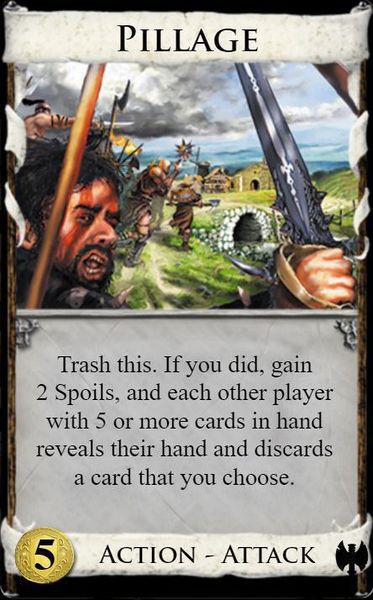 PILLAGE
Trash this. If you did, gain
2 Spoils, and each other player
with 5 or more cards in hand
reveals their hand and discards
a card that you choose.
5 ACTION - ATTACK